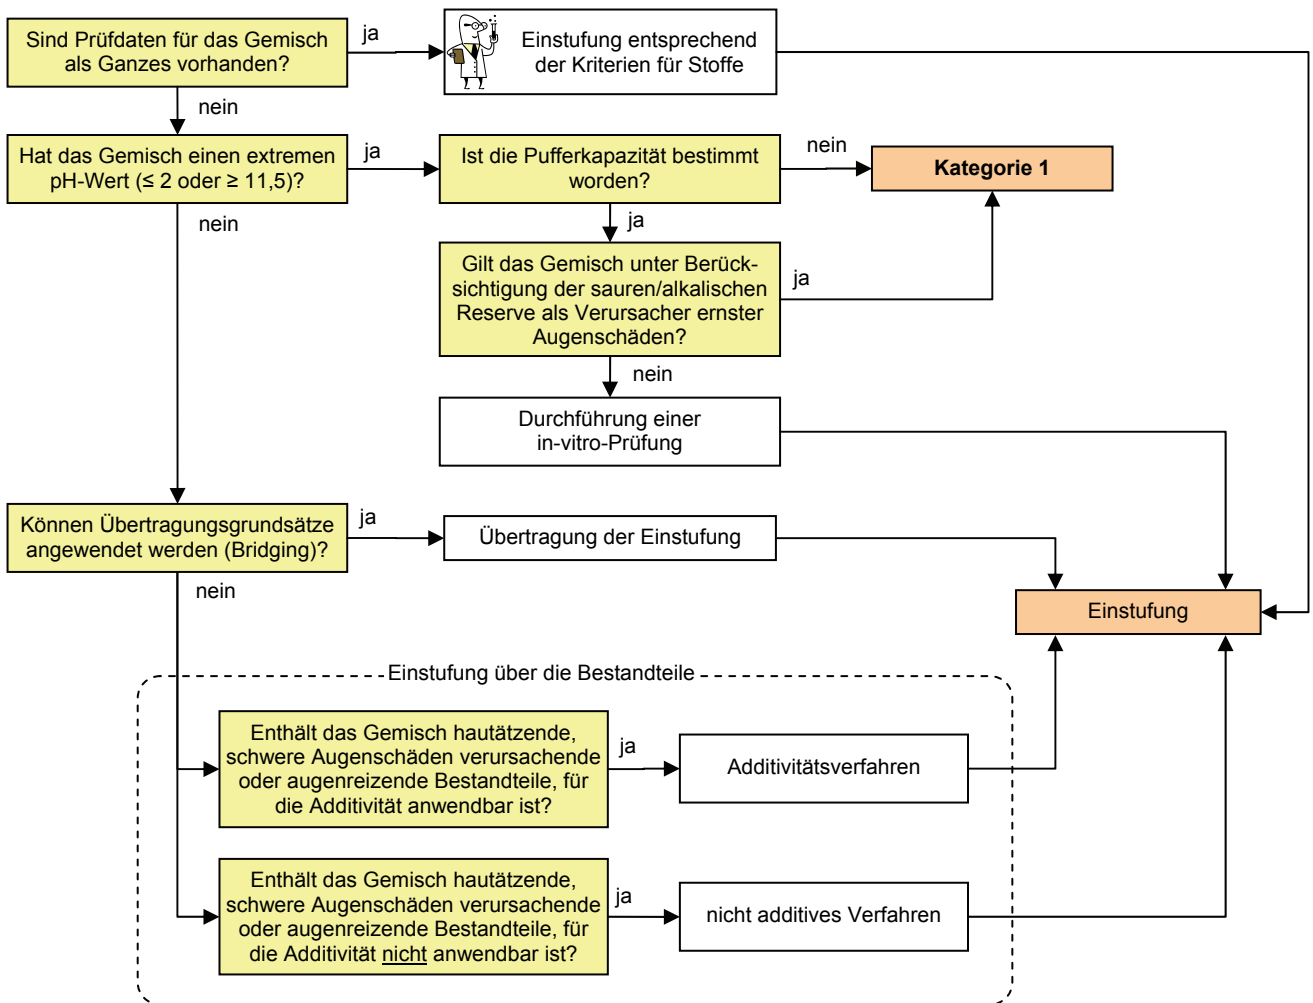 Sind Prüfdaten für das Gemisch
als Ganzes vorhanden?
ja
Einstufung entsprechend
der Kriterien für Stoffe
nein
Hat das Gemisch einen extremen
pH-Wert (≤ 2 oder ≥ 11,5)?
ja
Ist die Pufferkapazität bestimmt
worden?
nein
Kategorie 1
nein
ja
Gilt das Gemisch unter Berück-
sichtigung der sauren/alkalischen
Reserve als Verursacher ernster
Augenschäden?
ja
nein
Durchführung einer
in-vitro-Prüfung
Können Übertragungsgrundsätze
angewendet werden (Bridging)?
ja
Übertragung der Einstufung
nein
Einstufung
Einstufung über die Bestandteile
Enthält das Gemisch hautätzende,
schwere Augenschäden verursachende
oder augenreizende Bestandteile, für
die Additivität anwendbar ist?
ja
Additivitätsverfahren
Enthält das Gemisch hautätzende,
schwere Augenschäden verursachende
oder augenreizende Bestandteile, für
die Additivität nicht anwendbar ist?
ja
nicht additives Verfahren